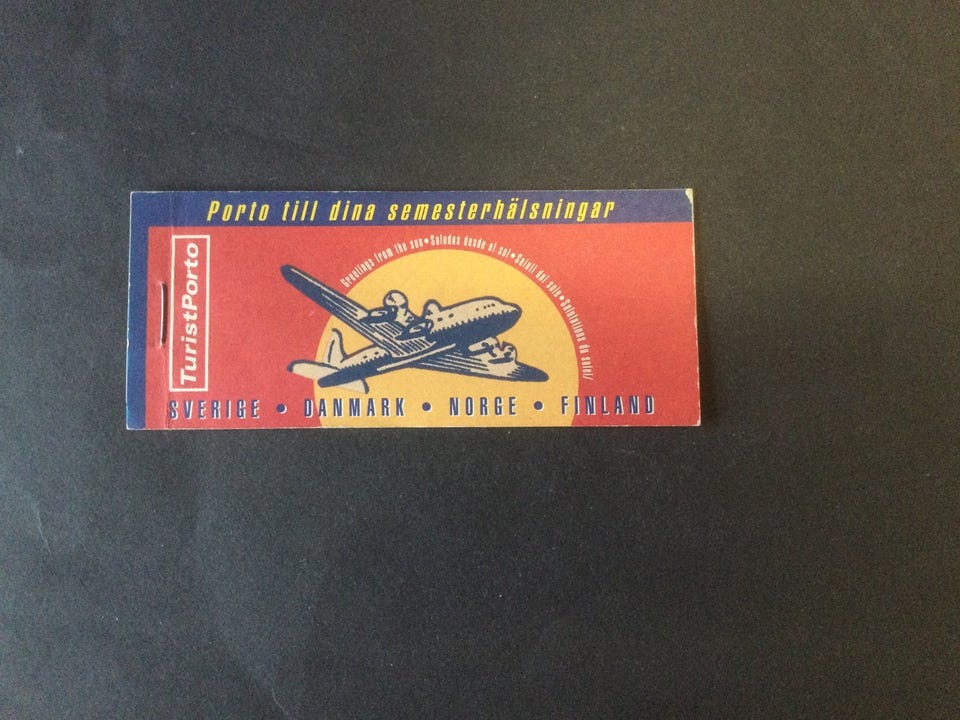 Porto till dina semesterhälsningar
TuristPorto
Greetings from the sun•Saludos desde el sol•Saluti dal sole•Salutations du soleil
SVERIGE • DANMARK • NORGE • FINLAND